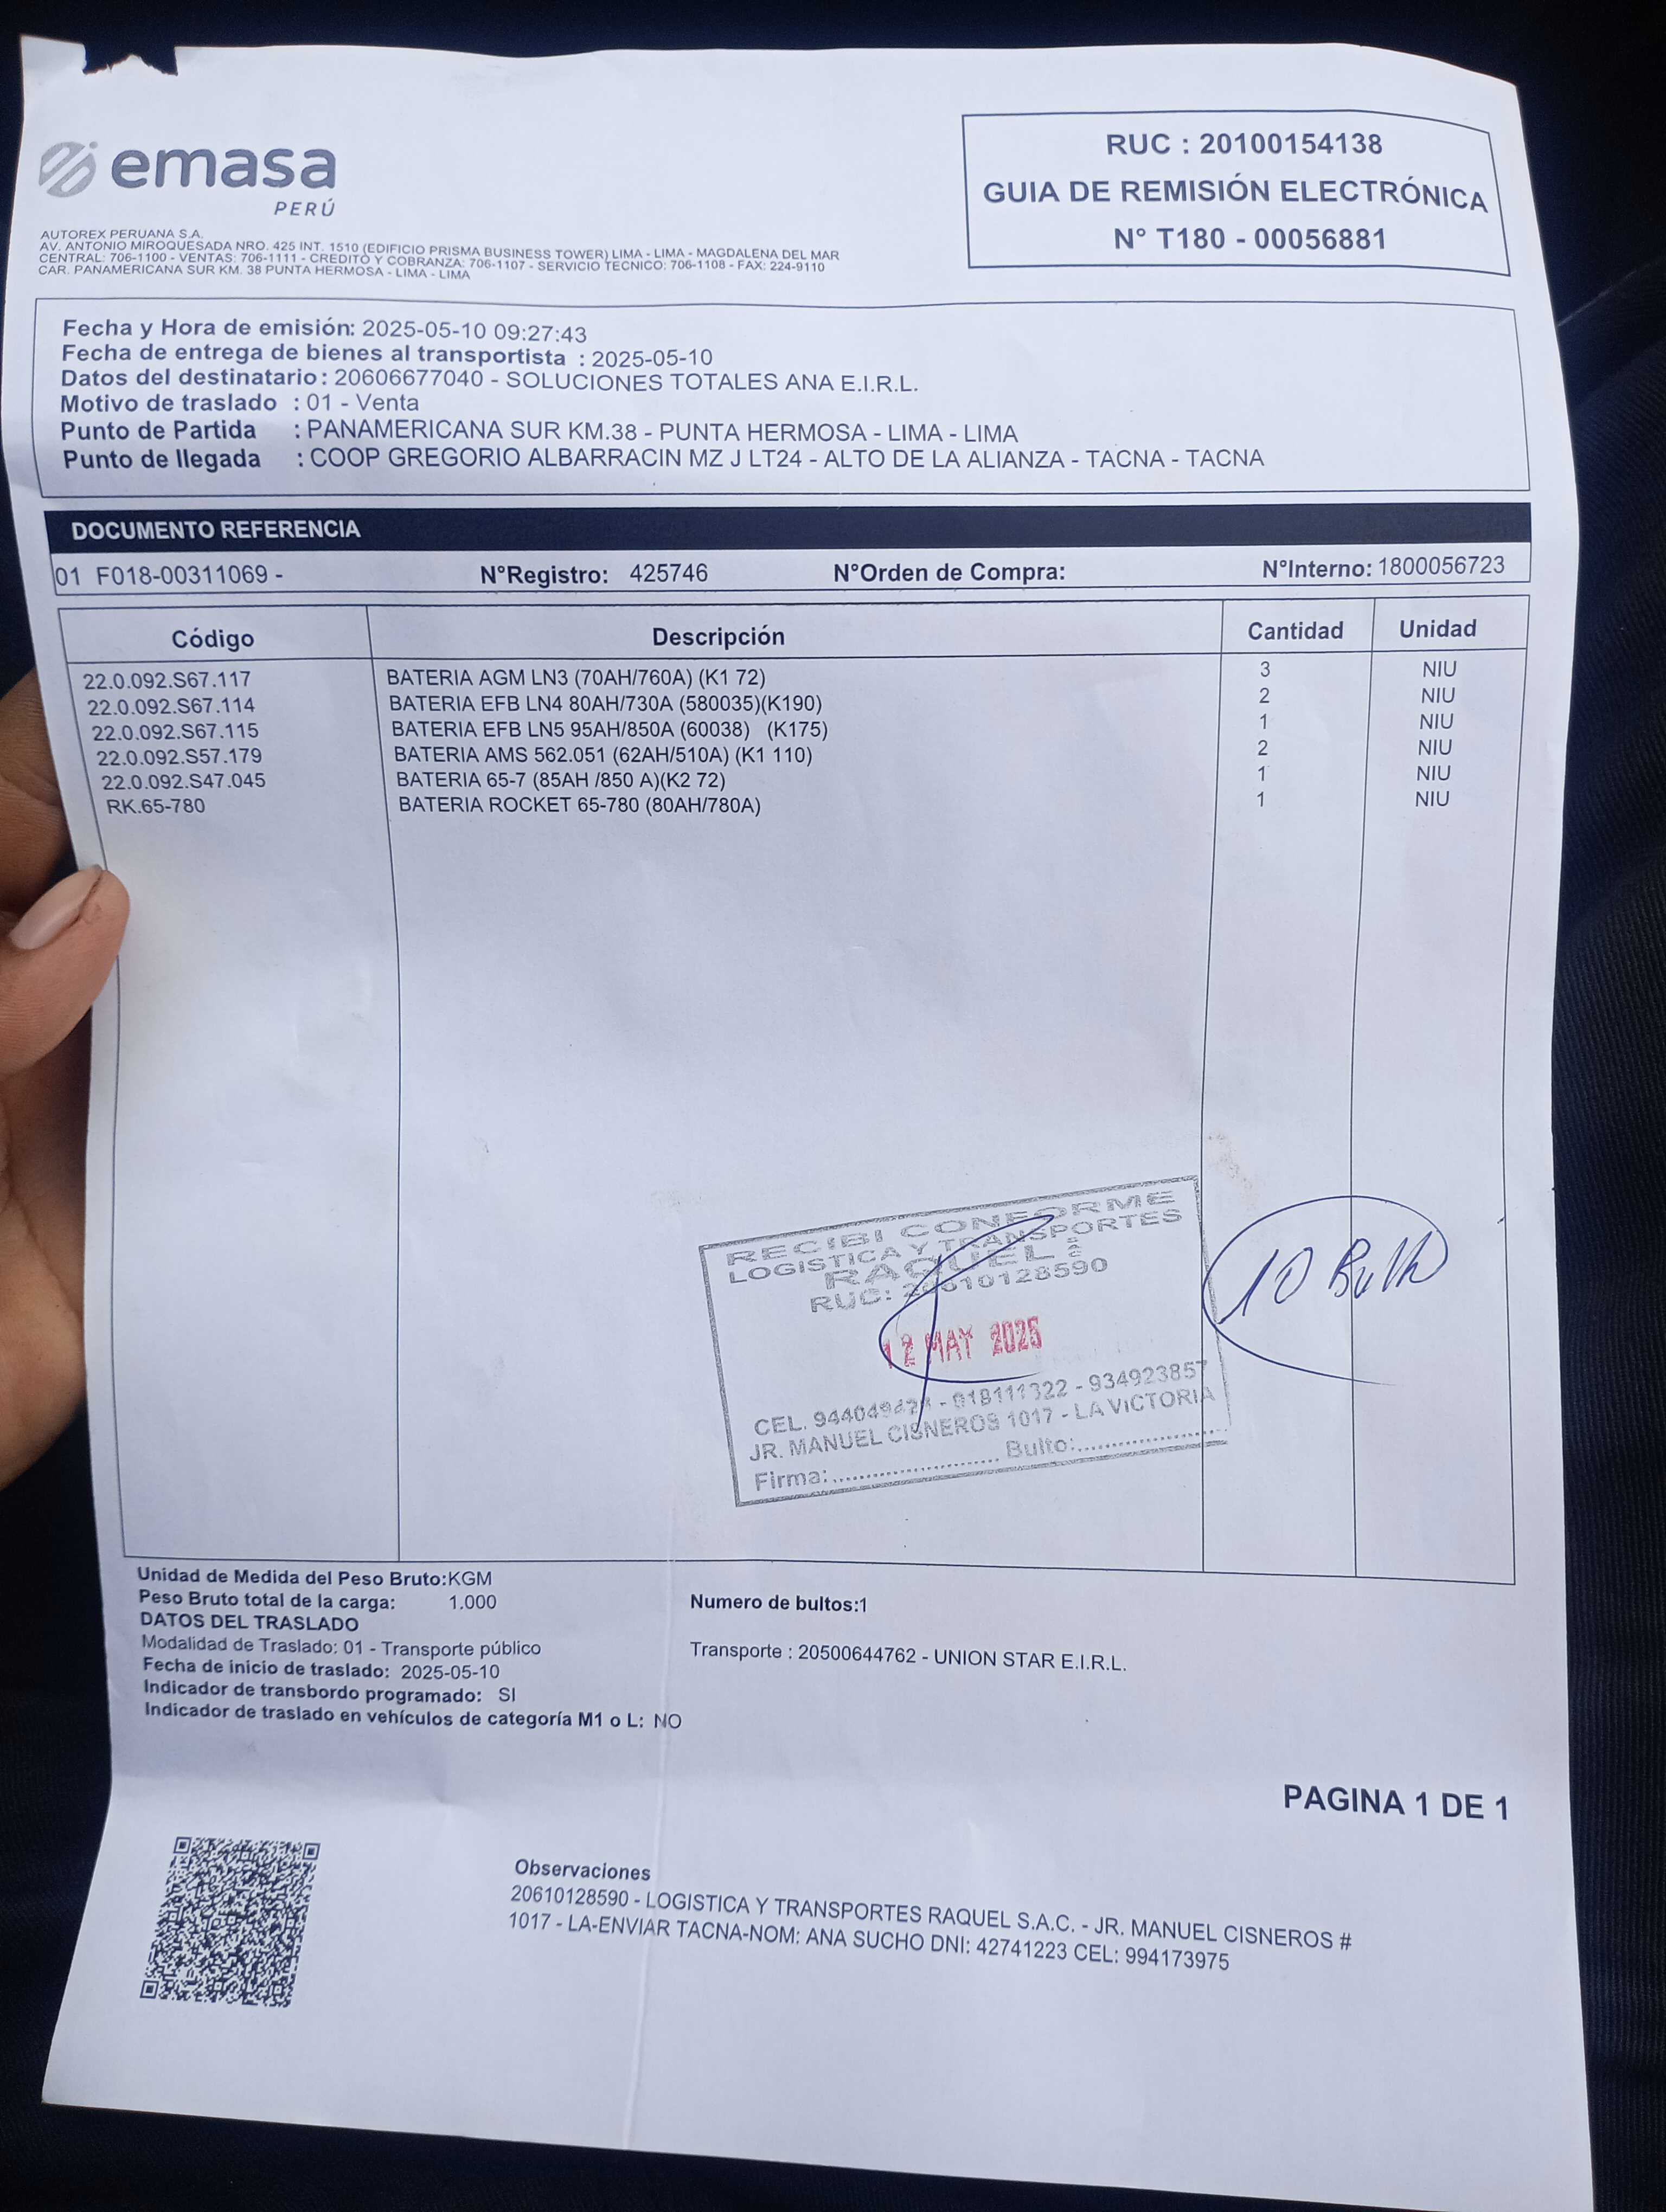 emasa
PERÚ
AUTOREX PERUANA S.A.
AV. ANTONIO MIROQUESADA NRO. 425 INT. 1510 (EDIFICIO PRISMA BUSINESS TOWER) LIMA - LIMA - MAGDALENA DEL MAR
CENTRAL: 706-1100 - VENTAS: 706-1111 - CREDITO Y COBRANZA: 706-1107 - SERVICIO TECNICO: 706-1108 - FAX: 224-9110
CAR. PANAMERICANA SUR KM. 38 PUNTA HERMOSA - LIMA - LIMA
RUC : 20100154138
GUIA DE REMISIÓN ELECTRÓNICA
N° T180 - 00056881
Fecha y Hora de emisión: 2025-05-10 09:27:43
Fecha de entrega de bienes al transportista : 2025-05-10
Datos del destinatario: 20606677040 - SOLUCIONES TOTALES ANA E.I.R.L.
Motivo de traslado : 01 - Venta
Punto de Partida : PANAMERICANA SUR KM.38 - PUNTA HERMOSA - LIMA - LIMA
Punto de llegada : COOP GREGORIO ALBARRACIN MZ J LT24 - ALTO DE LA ALIANZA - TACNA - TACNA
DOCUMENTO REFERENCIA
01 F018-00311069 - N°Registro: 425746 N°Orden de Compra: N°Interno: 1800056723
Código Descripción Cantidad Unidad
22.0.092.S67.117 BATERIA AGM LN3 (70AH/760A) (K1 72) 3 NIU
22.0.092.S67.114 BATERIA EFB LN4 80AH/730A (580035)(K190) 2 NIU
22.0.092.S67.115 BATERIA EFB LN5 95AH/850A (60038) (K175) 1 NIU
22.0.092.S57.179 BATERIA AMS 562.051 (62AH/510A) (K1 110) 2 NIU
22.0.092.S47.045 BATERIA 65-7 (85AH /850 A)(K2 72) 1 NIU
RK.65-780 BATERIA ROCKET 65-780 (80AH/780A) 1 NIU
RECIBI CONFORME
LOGISTICA Y TRANSPORTES
RAQUEL
RUC: 20610128590
12 MAY 2025
CEL. - 018111322 - 934923857
JR. MANUEL CISNEROS 1017 - LA VICTORIA
Firma:........................ Bulto:........................
10 Bulto
Unidad de Medida del Peso Bruto:KGM
Peso Bruto total de la carga: 1.000 Numero de bultos:1
DATOS DEL TRASLADO
Modalidad de Traslado: 01 - Transporte público Transporte : 20500644762 - UNION STAR E.I.R.L.
Fecha de inicio de traslado: 2025-05-10
Indicador de transbordo programado: SI
Indicador de traslado en vehículos de categoría M1 o L: NO
PAGINA 1 DE 1
Observaciones
20610128590 - LOGISTICA Y TRANSPORTES RAQUEL S.A.C. - JR. MANUEL CISNEROS #
1017 - LA-ENVIAR TACNA-NOM: ANA SUCHO DNI: 42741223 CEL: 994173975